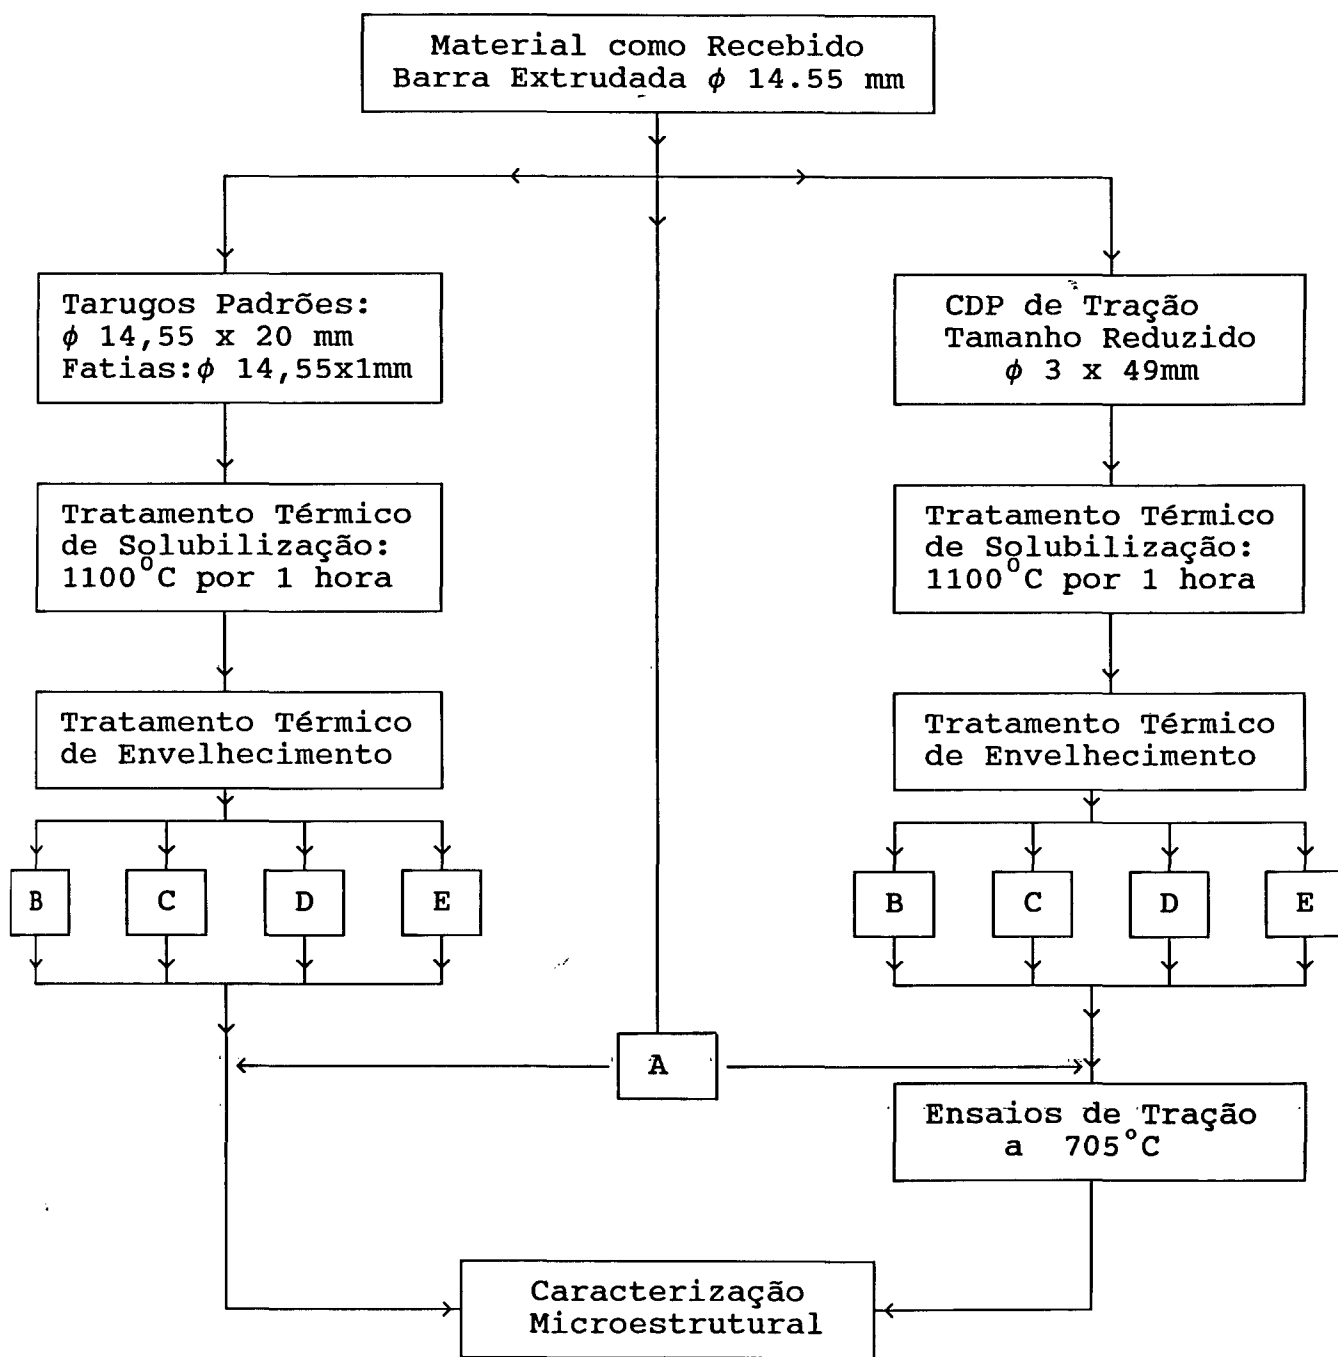 Material como Recebido
Barra Extrudada ϕ 14.55 mm
Tarugos Padrões:
ϕ 14,55 x 20 mm
Fatias:ϕ 14,55x1mm
CDP de Tração
Tamanho Reduzido
ϕ 3 x 49mm
Tratamento Térmico
de Solubilização:
1100°C por 1 hora
Tratamento Térmico
de Solubilização:
1100°C por 1 hora
Tratamento Térmico
de Envelhecimento
Tratamento Térmico
de Envelhecimento
B C D E
B C D E
A
Ensaios de Tração
a 705°C
Caracterização
Microestrutural